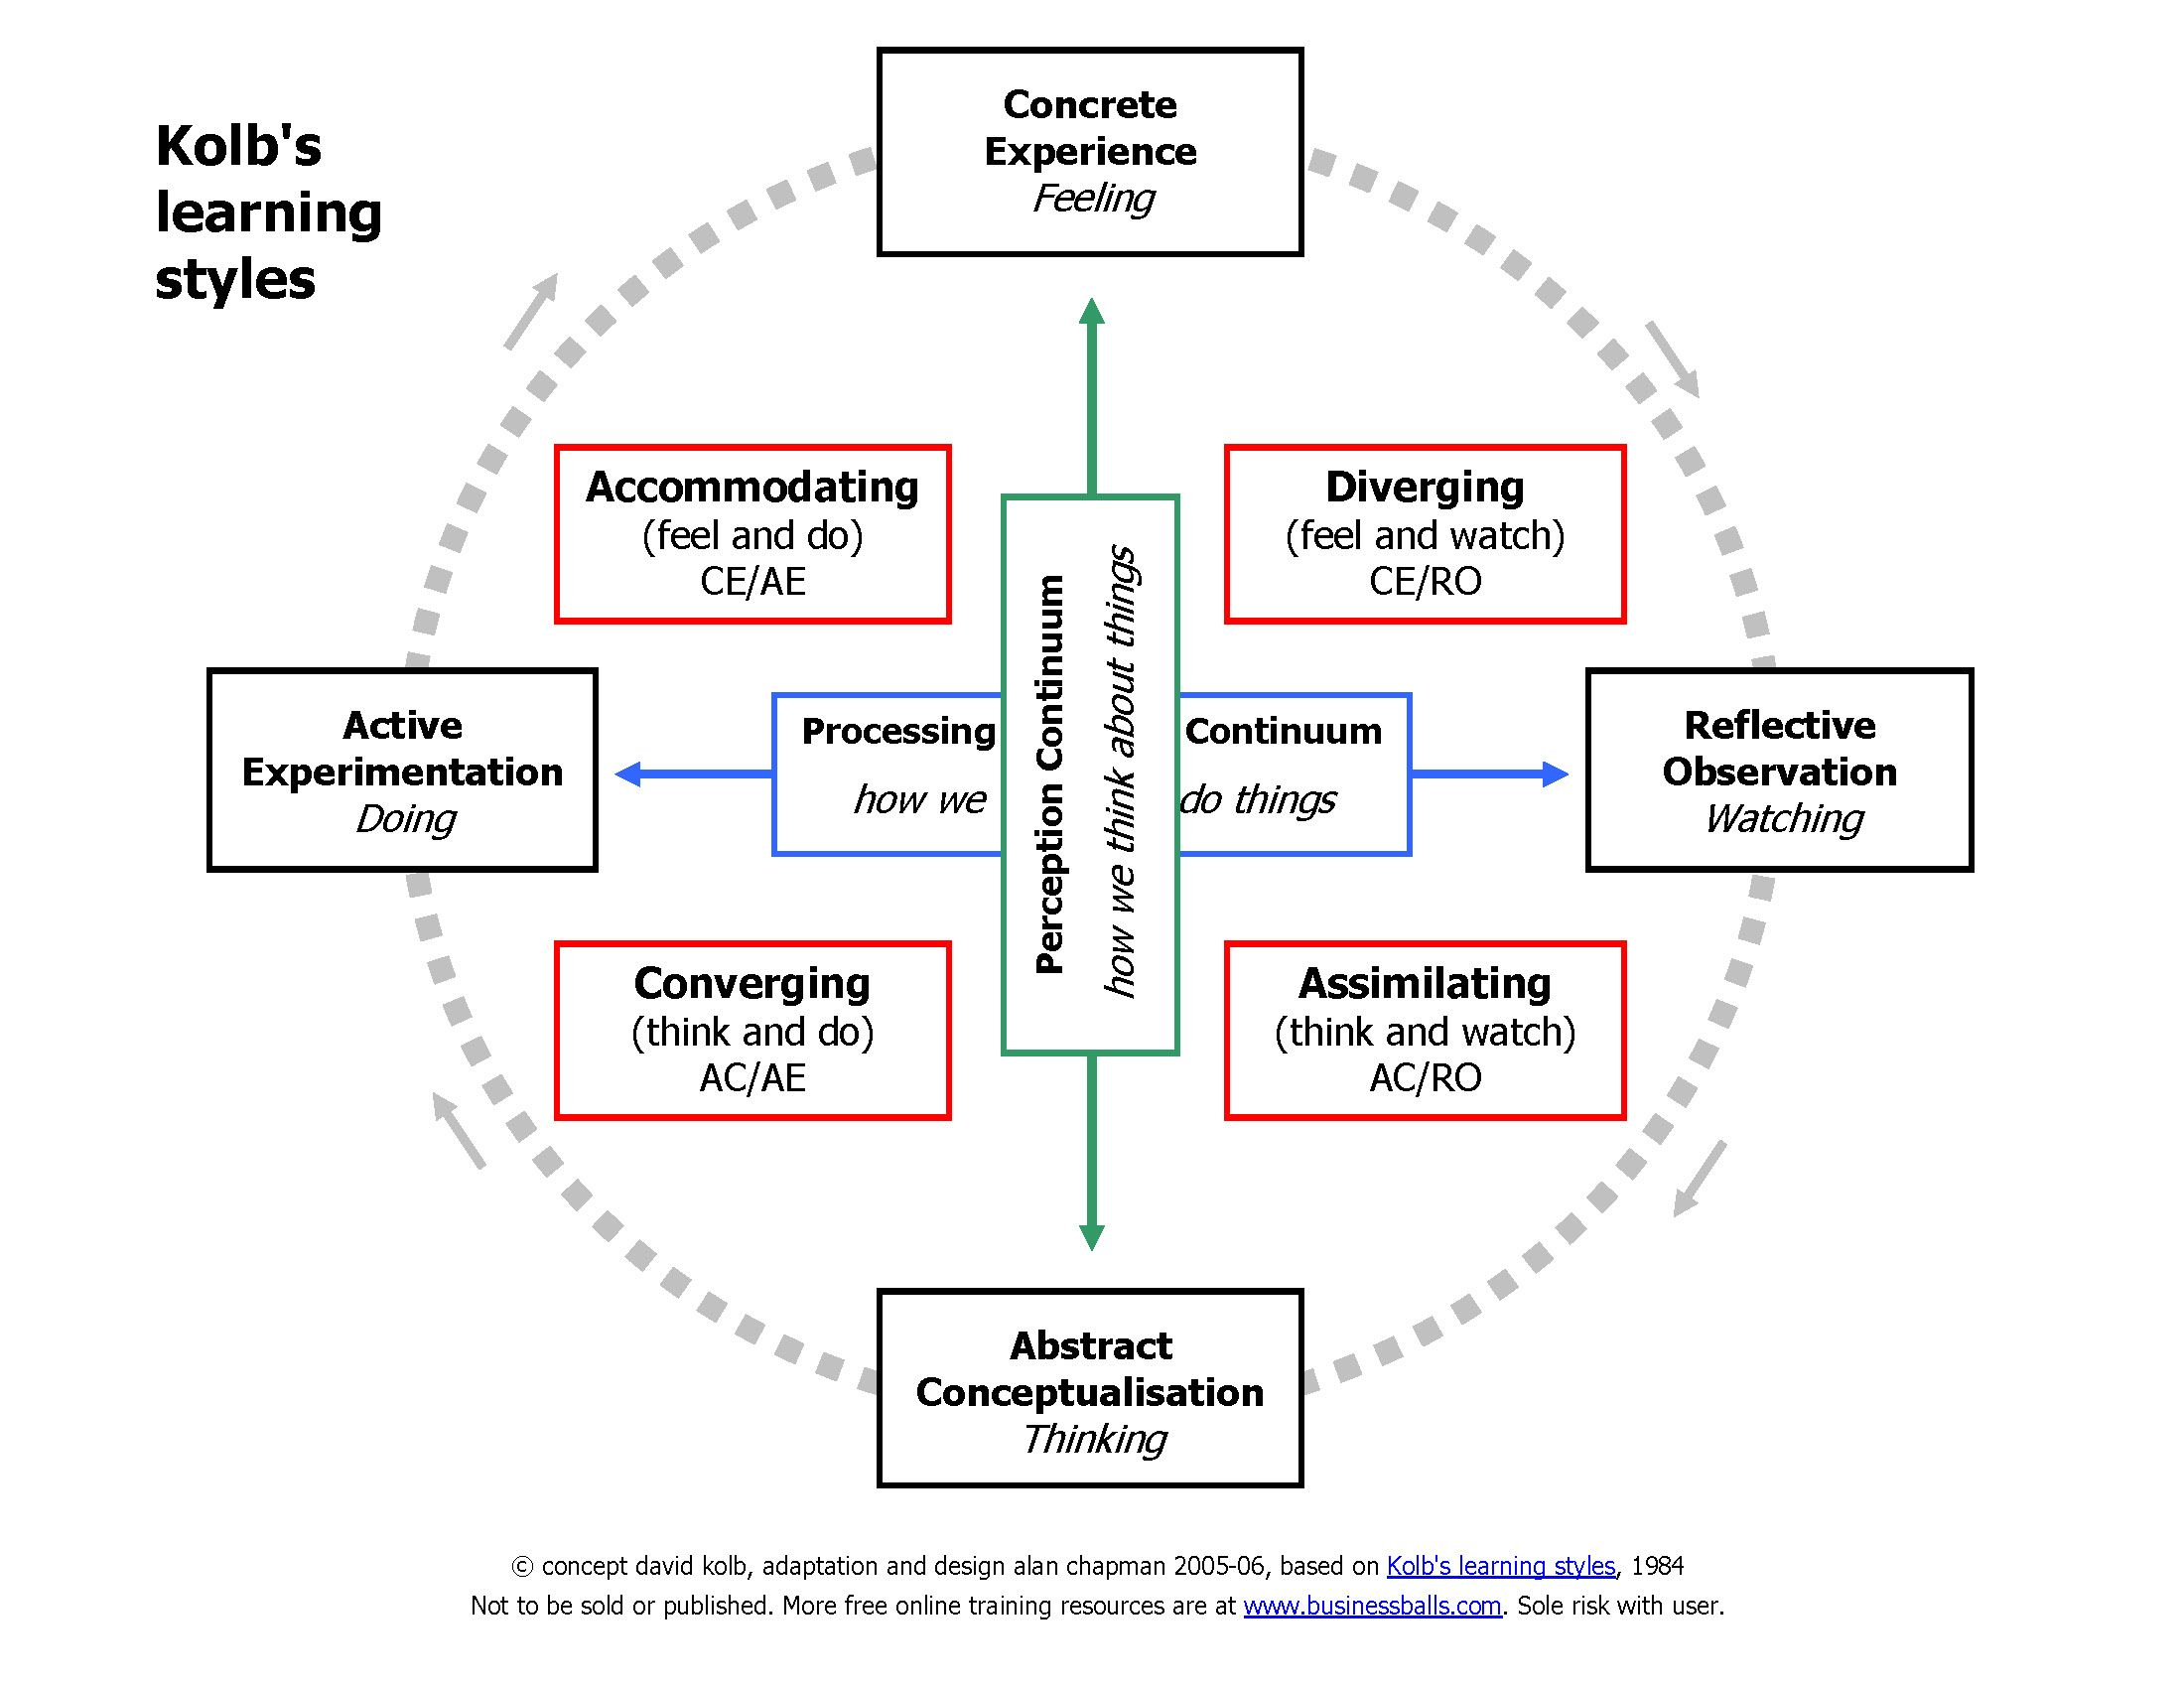 Kolb's
learning
styles
Concrete
Experience
Feeling
Accommodating
(feel and do)
CE/AE
Diverging
(feel and watch)
CE/RO
Active
Experimentation
Doing
Processing Continuum
how we do things
Perception Continuum
how we think about things
Reflective
Observation
Watching
Converging
(think and do)
AC/AE
Assimilating
(think and watch)
AC/RO
Abstract
Conceptualisation
Thinking
© concept david kolb, adaptation and design alan chapman 2005-06, based on Kolb's learning styles, 1984
Not to be sold or published. More free online training resources are at www.businessballs.com. Sole risk with user.